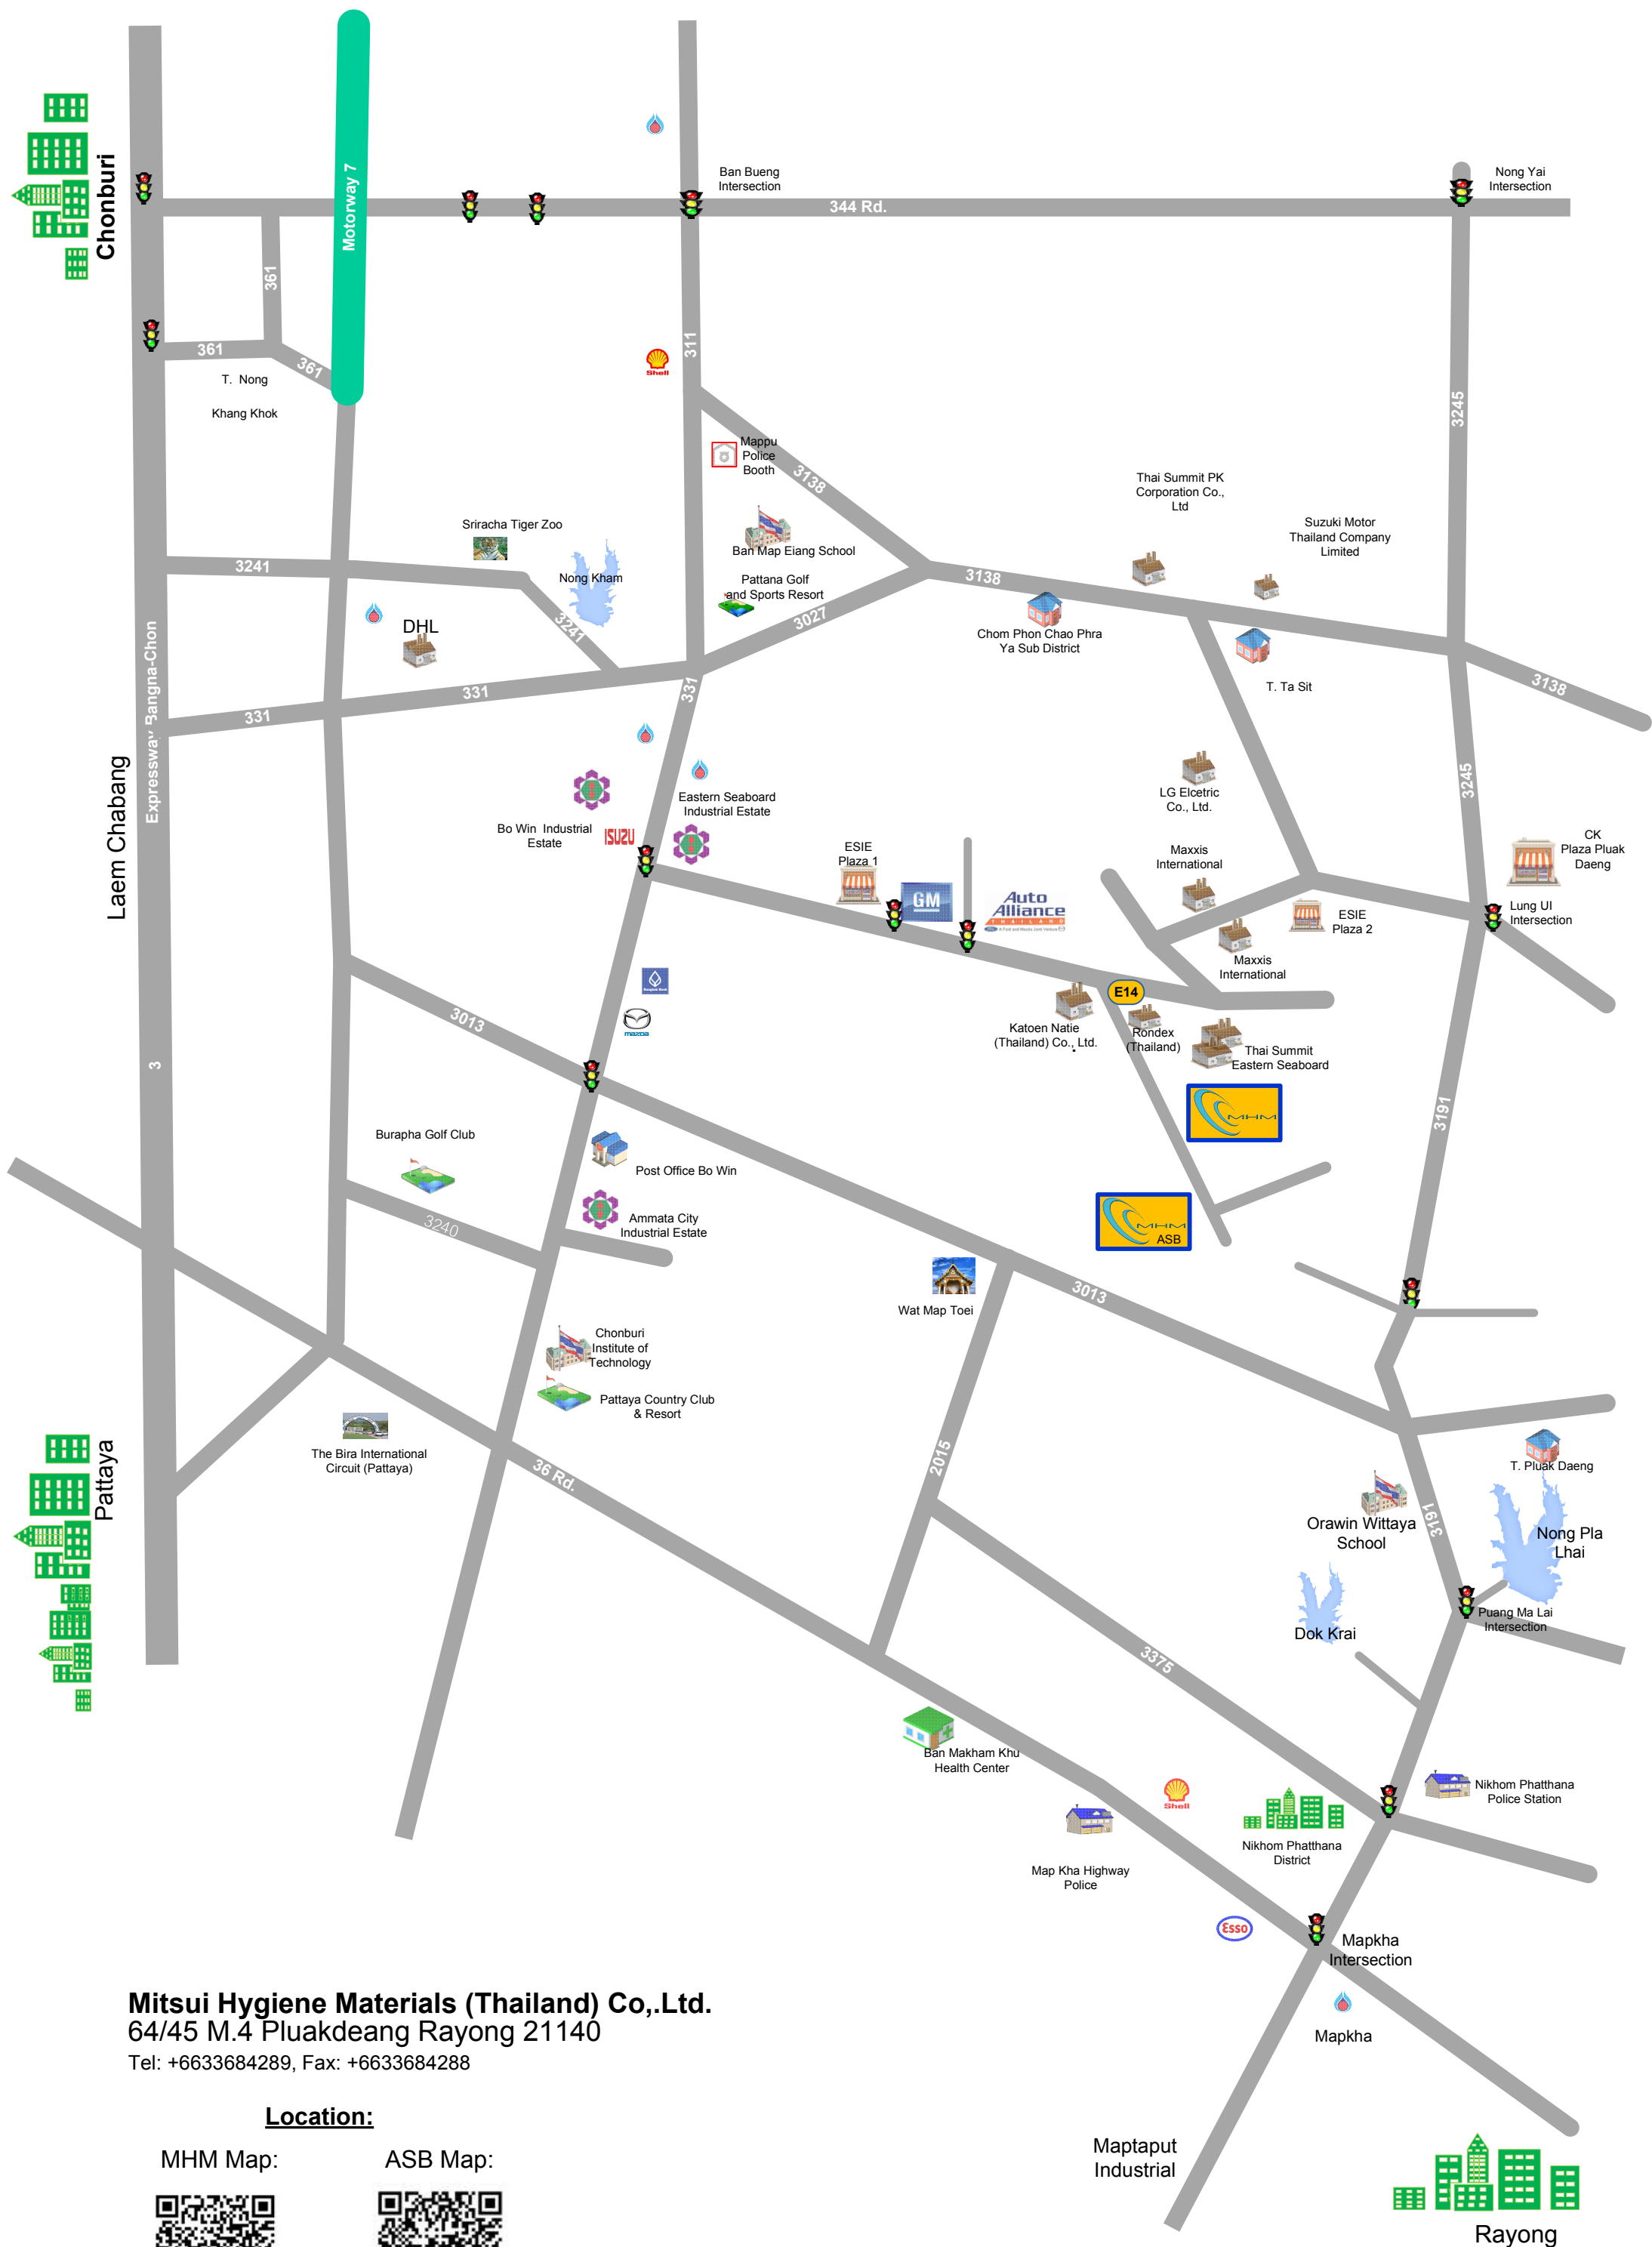 Chonburi
Motorway 7
Ban Bueng
Intersection
Nong Yai
Intersection
344 Rd.
361
361
361
T. Nong
Khang Khok
311
Shell
3245
Mappu
Police
Booth
3138
Thai Summit PK
Corporation Co.,
Ltd
Suzuki Motor
Thailand Company
Limited
Sriracha Tiger Zoo
Ban Map Eiang School
3241
Nong Kham
Pattana Golf
and Sports Resort
3138
3027
3241
DHL
Chom Phon Chao Phra
Ya Sub District
T. Ta Sit
3138
331
331
331
Expressway Bangna-Chon
Laem Chabang
3245
LG Elcetric
Co., Ltd.
Eastern Seaboard
Industrial Estate
Bo Win Industrial
Estate
ISUZU
ESIE
Plaza 1
GM
Auto
Alliance
THAILAND
Maxxis
International
CK
Plaza Pluak
Daeng
ESIE
Plaza 2
Lung UI
Intersection
Maxxis
International
Bangkok Bank
E14
mazda
3013
Katoen Natie
(Thailand) Co., Ltd.
Rondex
(Thailand)
Thai Summit
Eastern Seaboard
3
MHM
3191
Burapha Golf Club
Post Office Bo Win
3240
Ammata City
Industrial Estate
MHM
ASB
Wat Map Toei
3013
Chonburi
Institute of
Technology
Pattaya Country Club
& Resort
The Bira International
Circuit (Pattaya)
Pattaya
36 Rd.
2015
T. Pluak Daeng
Orawin Wittaya
School
3191
Nong Pla
Lhai
Puang Ma Lai
Intersection
Dok Krai
3375
Ban Makham Khu
Health Center
Shell
Nikhom Phatthana
Police Station
Nikhom Phatthana
District
Map Kha Highway
Police
Esso
Mapkha
Intersection
Mapkha
Mitsui Hygiene Materials (Thailand) Co,.Ltd.
64/45 M.4 Pluakdeang Rayong 21140
Tel: +6633684289, Fax: +6633684288
Location:
MHM Map:
ASB Map:
Maptaput
Industrial
Rayong